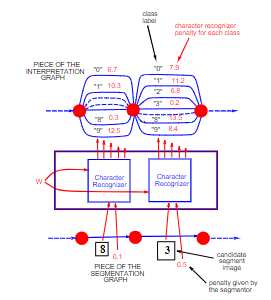 class
label
character recognizer
penalty for each class
PIECE OF THE
INTERPRETATION
GRAPH
"0" 6.7
"1" 10.3
"8" 0.3
"9" 12.5
"0" 7.9
"1" 11.2
"2" 6.8
"3" 0.2
"8" 13.5
"9" 8.4
W
Character
Recognizer
Character
Recognizer
8
0.1
3
0.5
PIECE OF THE
SEGMENTATION
GRAPH
candidate
segment
image
penalty given by
the segmentor